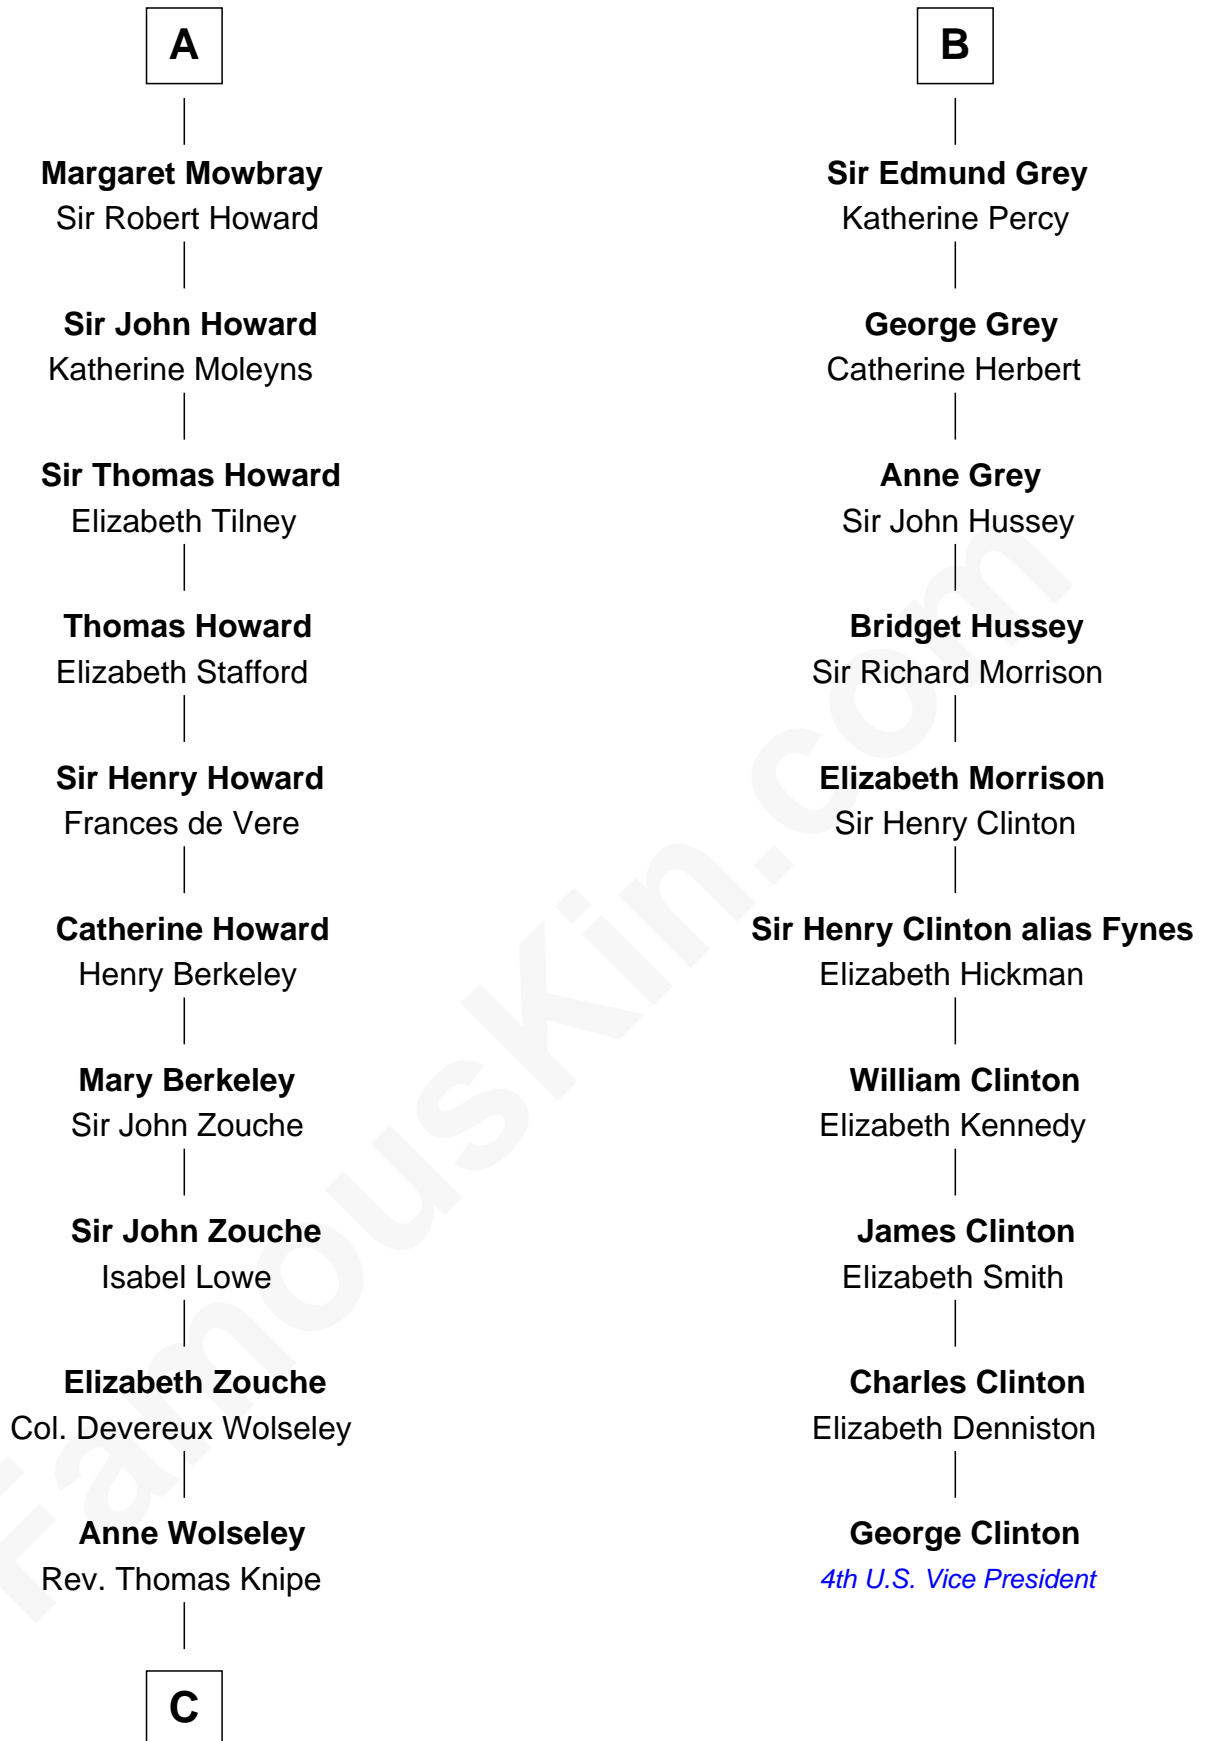 A
Margaret Mowbray
Sir Robert Howard
Sir John Howard
Katherine Moleyns
Sir Thomas Howard
Elizabeth Tilney
Thomas Howard
Elizabeth Stafford
Sir Henry Howard
Frances de Vere
Catherine Howard
Henry Berkeley
Mary Berkeley
Sir John Zouche
Sir John Zouche
Isabel Lowe
Elizabeth Zouche
Col. Devereux Wolseley
Anne Wolseley
Rev. Thomas Knipe
C
B
Sir Edmund Grey
Katherine Percy
George Grey
Catherine Herbert
Anne Grey
Sir John Hussey
Bridget Hussey
Sir Richard Morrison
Elizabeth Morrison
Sir Henry Clinton
Sir Henry Clinton alias Fynes
Elizabeth Hickman
William Clinton
Elizabeth Kennedy
James Clinton
Elizabeth Smith
Charles Clinton
Elizabeth Denniston
George Clinton
4th U.S. Vice President
FamousKin.com